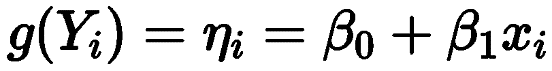 g(Y_i) = η_i = β_0 + β_1x_i